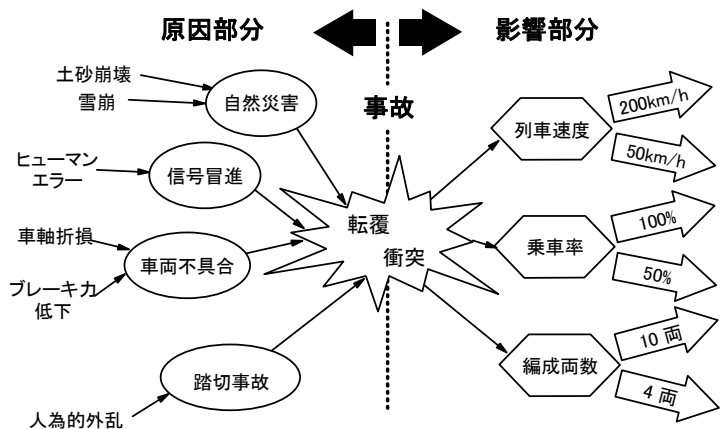 原因部分
影響部分
事故
土砂崩壊
雪崩
自然災害
ヒューマン
エラー
信号冒進
車軸折損
ブレーキ力
低下
車両不具合
人為的外乱
踏切事故
転覆
衝突
列車速度
200km/h
50km/h
乗車率
100%
50%
編成両数
10 両
4 両